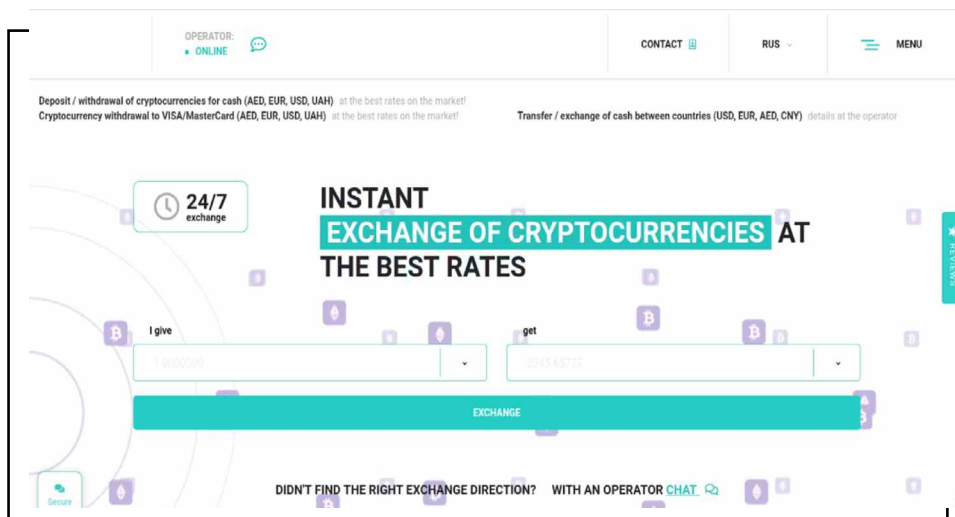 OPERATOR:
• ONLINE
CONTACT
RUS
MENU
Deposit / withdrawal of cryptocurrencies for cash (AED, EUR, USD, UAH) at the best rates on the market!
Cryptocurrency withdrawal to VISA/MasterCard (AED, EUR, USD, UAH) at the best rates on the market!
Transfer / exchange of cash between countries (USD, EUR, AED, CNY) details at the operator
24/7
exchange
INSTANT
EXCHANGE OF CRYPTOCURRENCIES AT
THE BEST RATES
REVIEWS
I give
get
1.0000000
2945.65723
EXCHANGE
Secure
DIDN'T FIND THE RIGHT EXCHANGE DIRECTION? WITH AN OPERATOR CHAT